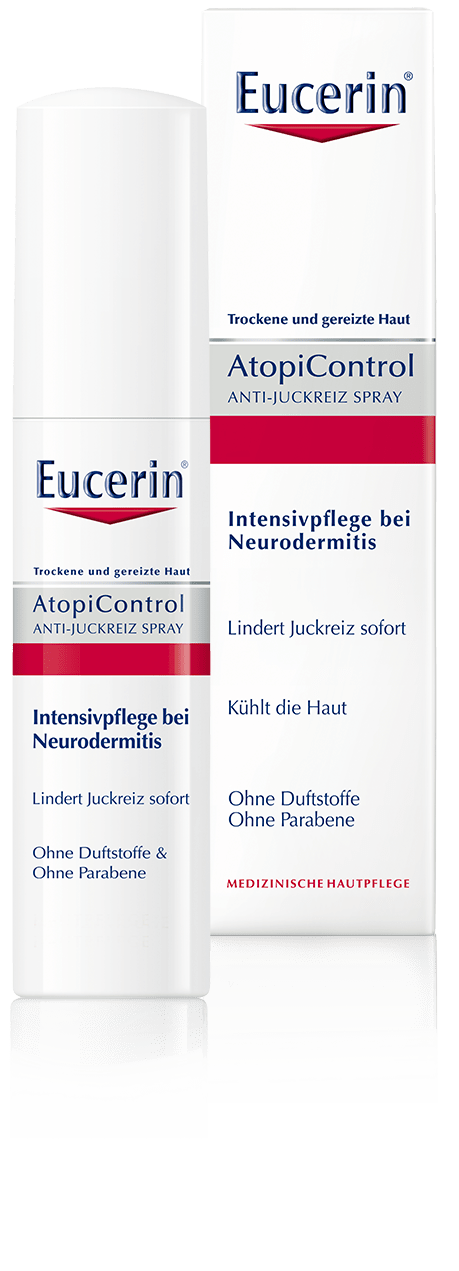 Eucerin®
Trockene und gereizte Haut
AtopiControl
ANTI-JUCKREIZ SPRAY
Intensivpflege bei
Neurodermitis
Lindert Juckreiz sofort
Ohne Duftstoffe &
Ohne Parabene
Eucerin®
Trockene und gereizte Haut
AtopiControl
ANTI-JUCKREIZ SPRAY
Intensivpflege bei
Neurodermitis
Lindert Juckreiz sofort
Kühlt die Haut
Ohne Duftstoffe
Ohne Parabene
MEDIZINISCHE HAUTPFLEGE